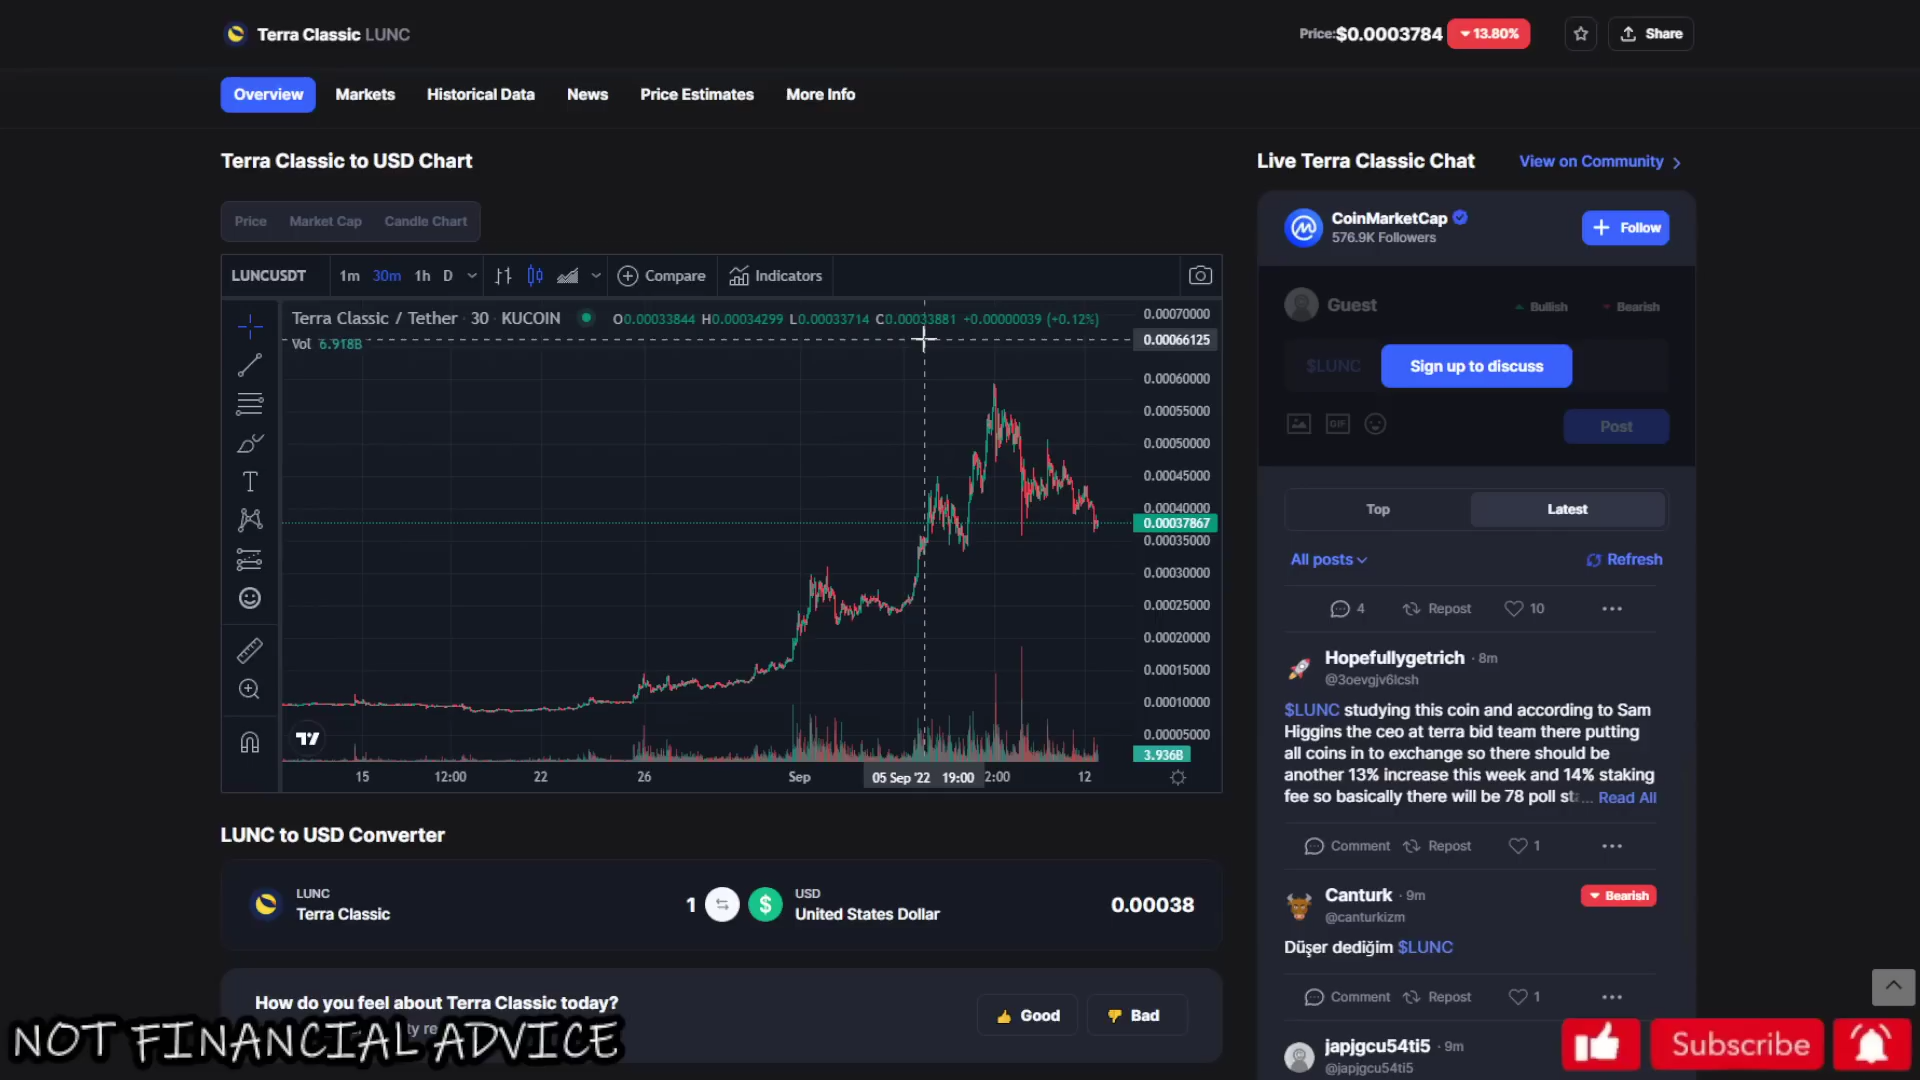 Terra Classic LUNC
Price:$0.0003784 13.80%
Share
Overview Markets Historical Data News Price Estimates More Info
Terra Classic to USD Chart
Price Market Cap Candle Chart
LUNCUSDT 1m 30m 1h D Compare Indicators
Terra Classic / Tether · 30 · KUCOIN O0.00033844 H0.00034299 L0.00033714 C0.00033881 +0.00000039 (+0.12%)
Vol 6.918B
0.00070000
0.00066125
0.00060000
0.00055000
0.00050000
0.00045000
0.00040000
0.00037867
0.00035000
0.00030000
0.00025000
0.00020000
0.00015000
0.00010000
0.00005000
3.936B
15 12:00 22 26 Sep 05 Sep '22 19:00 2:00 12
LUNC to USD Converter
LUNC
Terra Classic
1
$
USD
United States Dollar
0.00038
How do you feel about Terra Classic today?
Good Bad
NOT FINANCIAL ADVICE
Live Terra Classic Chat View on Community
CoinMarketCap
576.9K Followers
Follow
Guest Bullish Bearish
$LUNC Sign up to discuss
GIF Post
Top Latest
All posts Refresh
4 Repost 10
Hopefullygetrich · 8m
@3oevgjv6lcsh
$LUNC studying this coin and according to Sam
Higgins the ceo at terra bid team there putting
all coins in to exchange so there should be
another 13% increase this week and 14% staking
fee so basically there will be 78 poll st... Read All
Comment Repost 1
Canturk · 9m Bearish
@canturkizm
Düşer dediğim $LUNC
Comment Repost 1
japjgcu54ti5 · 9m
@japjgcu54ti5
Subscribe